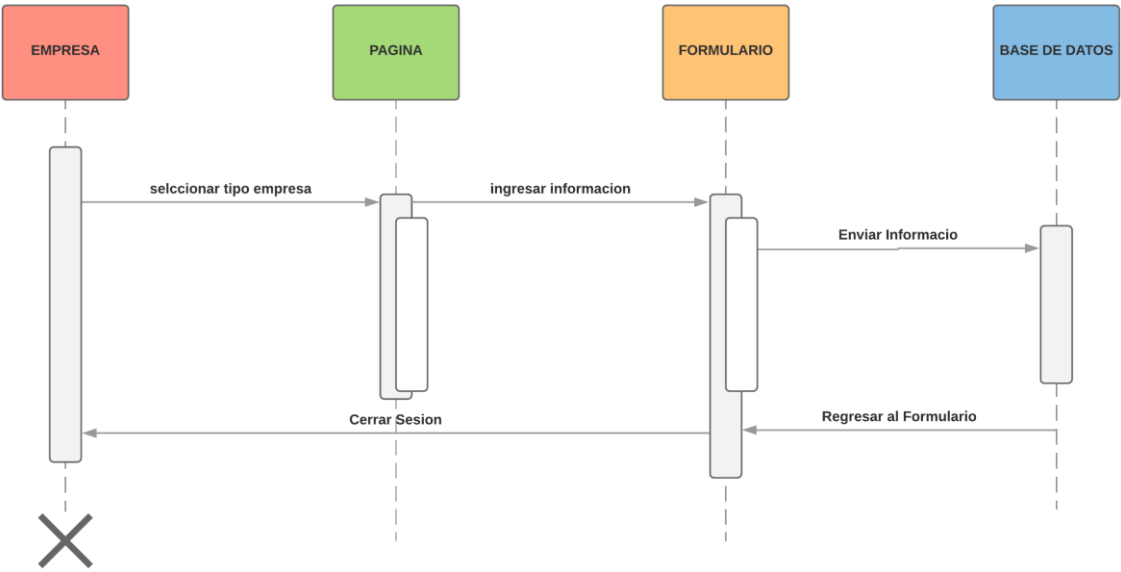 EMPRESA
PAGINA
FORMULARIO
BASE DE DATOS
selccionar tipo empresa
ingresar informacion
Enviar Informacio
Cerrar Sesion
Regresar al Formulario